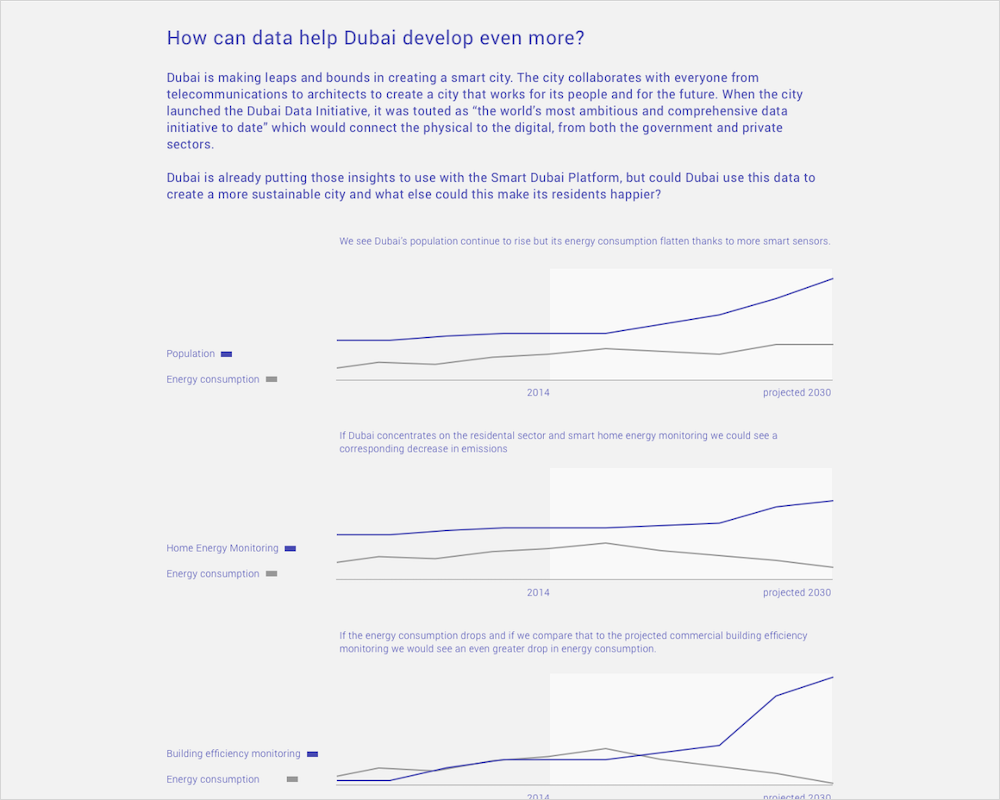 How can data help Dubai develop even more?
Dubai is making leaps and bounds in creating a smart city. The city collaborates with everyone from
telecommunications to architects to create a city that works for its people and for the future. When the city
launched the Dubai Data Initiative, it was touted as “the world's most ambitious and comprehensive data
initiative to date” which would connect the physical to the digital, from both the government and private
sectors.
Dubai is already putting those insights to use with the Smart Dubai Platform, but could Dubai use this data to
create a more sustainable city and what else could this make its residents happier?
We see Dubai's population continue to rise but its energy consumption flatten thanks to more smart sensors.
Population
Energy consumption
2014
projected 2030
If Dubai concentrates on the residental sector and smart home energy monitoring we could see a
corresponding decrease in emissions
Home Energy Monitoring
Energy consumption
2014
projected 2030
If the energy consumption drops and if we compare that to the projected commercial building efficiency
monitoring we would see an even greater drop in energy consumption.
Building efficiency monitoring
Energy consumption
2014
projected 2030